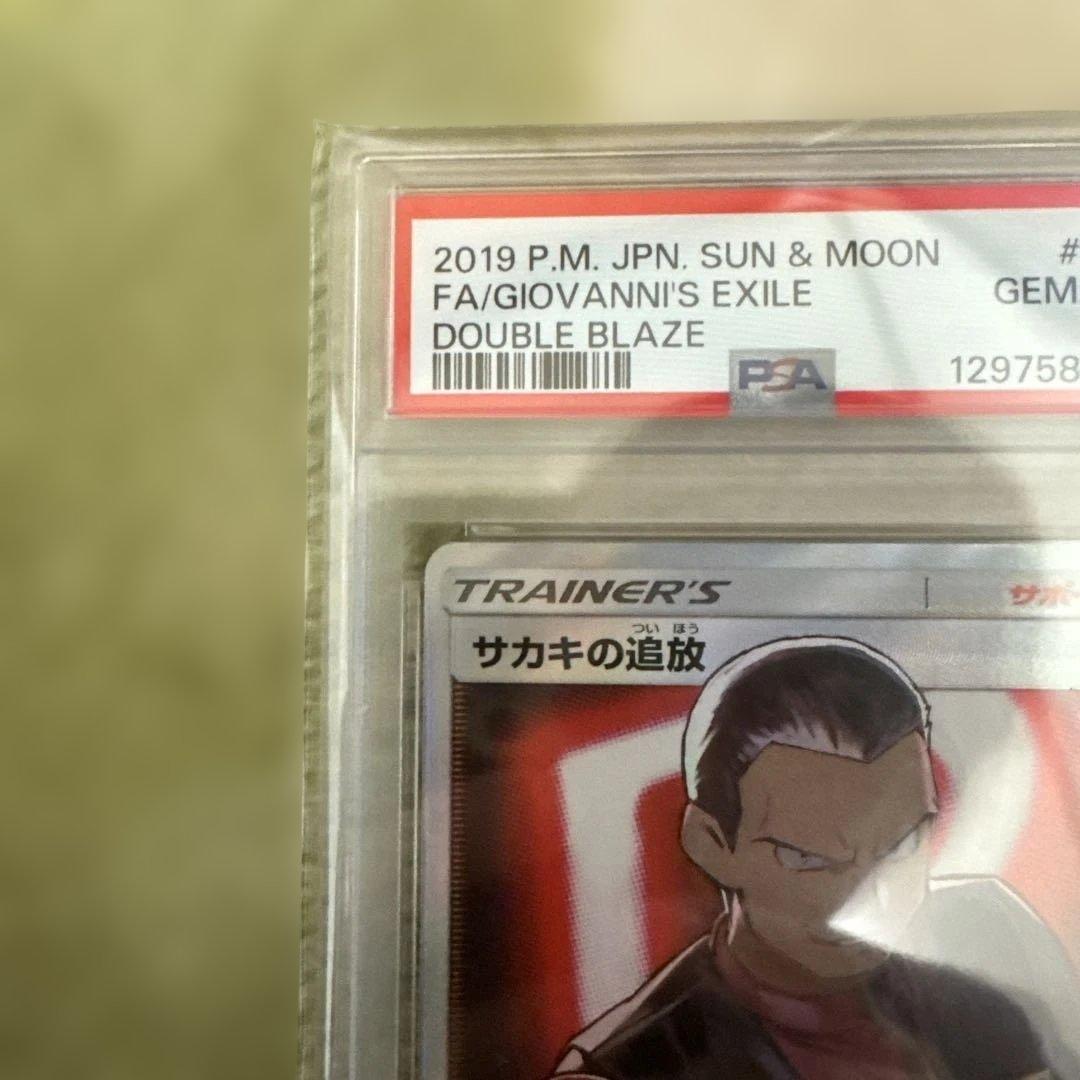 2019 P.M. JPN. SUN & MOON #
FA/GIOVANNI'S EXILE GEM
DOUBLE BLAZE
PSA 129758
TRAINER'S
つい ほう
サカキの追放